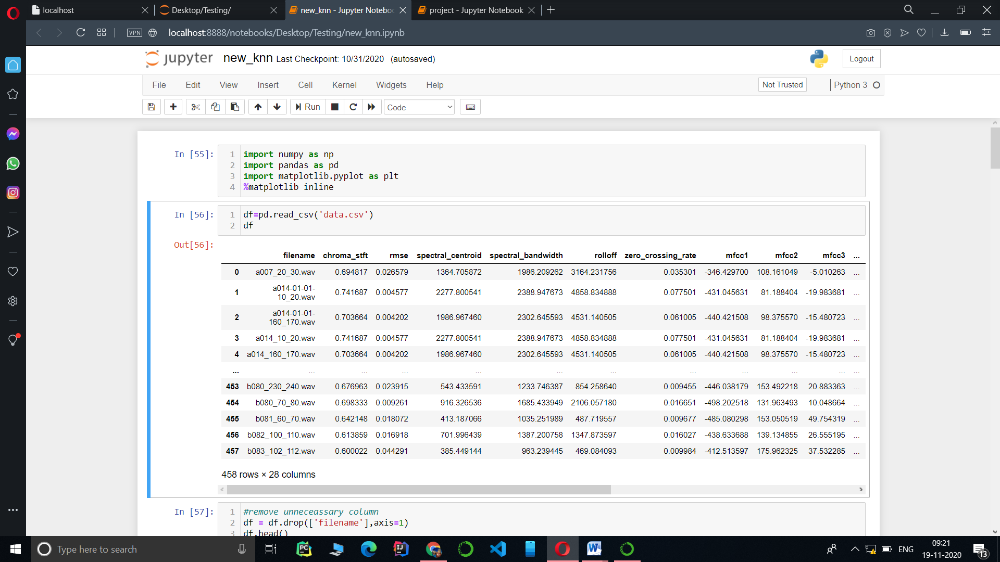 localhost
Desktop/Testing/
new_knn - Jupyter Notebo
project - Jupyter Notebook
VPN
localhost:8888/notebooks/Desktop/Testing/new_knn.ipynb
jupyter new_knn Last Checkpoint: 10/31/2020 (autosaved)
Logout
File Edit View Insert Cell Kernel Widgets Help
Not Trusted
Python 3
Run
Code
In [55]:
1 import numpy as np
2 import pandas as pd
3 import matplotlib.pyplot as plt
4 %matplotlib inline
In [56]:
1 df=pd.read_csv('data.csv')
2 df
Out[56]:
filename chroma_stft rmse spectral_centroid spectral_bandwidth rolloff zero_crossing_rate mfcc1 mfcc2 mfcc3 ...
0 a007_20_30.wav 0.694817 0.026579 1364.705872 1986.209262 3164.231756 0.035301 -346.429700 108.161049 -5.010263 ...
1 a014-01-01-
10_20.wav 0.741687 0.004577 2277.800541 2388.947673 4858.834888 0.077501 -431.045631 81.188404 -19.983681 ...
2 a014-01-01-
160_170.wav 0.703664 0.004202 1986.967460 2302.645593 4531.140505 0.061005 -440.421508 98.375570 -15.480723 ...
3 a014_10_20.wav 0.741687 0.004577 2277.800541 2388.947673 4858.834888 0.077501 -431.045631 81.188404 -19.983681 ...
4 a014_160_170.wav 0.703664 0.004202 1986.967460 2302.645593 4531.140505 0.061005 -440.421508 98.375570 -15.480723 ...
... ... ... ... ... ... ... ... ... ... ... ...
453 b080_230_240.wav 0.676963 0.023915 543.433591 1233.746387 854.258640 0.009455 -446.038179 153.492218 20.883363 ...
454 b080_70_80.wav 0.698333 0.009261 916.326536 1685.433949 2106.057180 0.016651 -498.202518 131.963493 10.048664 ...
455 b081_60_70.wav 0.642148 0.018072 413.187066 1035.251989 487.719557 0.009677 -485.080298 153.050519 49.754319 ...
456 b082_100_110.wav 0.613859 0.016918 701.996439 1387.200758 1347.873597 0.016027 -438.633688 139.134855 26.555195 ...
457 b083_102_112.wav 0.600022 0.044291 385.449144 963.239445 469.084093 0.009984 -412.513597 175.962325 37.532285 ...
458 rows × 28 columns
In [57]:
1 #remove unneceassary column
2 df = df.drop(['filename'],axis=1)
3 df.head()
Type here to search
PC
IJ
W
ENG
09:21
19-11-2020
13